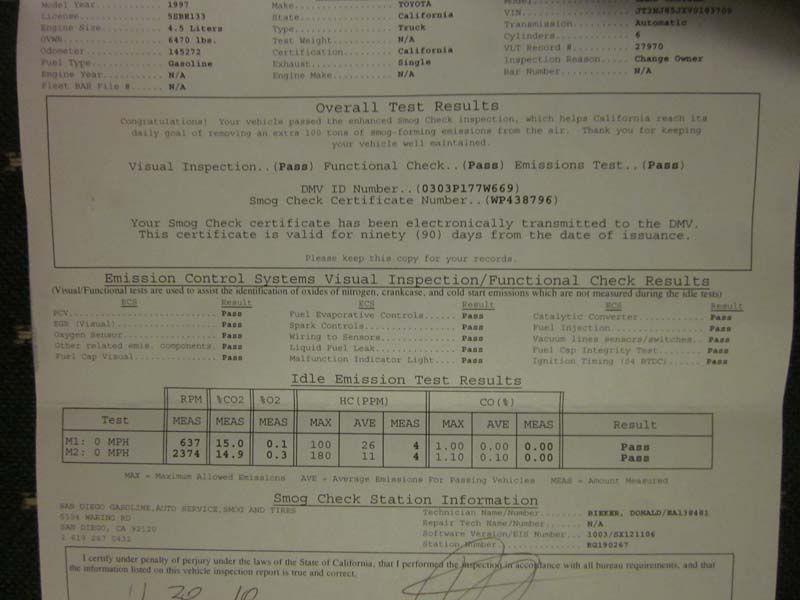 Model Year.......... 1997 Make............... TOYOTA
License............. 5EBR133 State.............. California VIN............... JT3HJ85JXV0183709
Engine Size......... 4.5 Liters Type............... Truck Transmission...... Automatic
GVWR................ 6470 lbs. Test Weight........ N/A Cylinders......... 6
Odometer............ 145272 Certification...... California VLT Record #...... 27970
Fuel Type........... Gasoline Exhaust............ Single Inspection Reason.. Change Owner
Engine Year......... N/A Engine Make........ N/A Bar Number........ N/A
Fleet BAR File #.... N/A
Overall Test Results
Congratulations! Your vehicle passed the enhanced Smog Check inspection, which helps California reach its
daily goal of removing an extra 100 tons of smog-forming emissions from the air. Thank you for keeping
your vehicle well maintained.
Visual Inspection..(Pass) Functional Check..(Pass) Emissions Test..(Pass)
DMV ID Number..(0303P177W669)
Smog Check Certificate Number..(WP438796)
Your Smog Check certificate has been electronically transmitted to the DMV.
This certificate is valid for ninety (90) days from the date of issuance.
Please keep this copy for your records.
Emission Control Systems Visual Inspection/Functional Check Results
(Visual/Functional tests are used to assist the identification of oxides of nitrogen, crankcase, and cold start emissions which are not measured during the idle tests)
ECS Result ECS Result ECS Result
PCV.................... Pass Fuel Evaporative Controls...... Pass Catalytic Converter.......... Pass
EGR (Visual)........... Pass Spark Controls................. Pass Fuel Injection............... Pass
Oxygen Sensor.......... Pass Wiring to Sensors.............. Pass Vacuum lines sensors/switches.. Pass
Other related emis. components. Pass Liquid Fuel Leak............... Pass Fuel Cap Integrity Test...... Pass
Fuel Cap Visual........ Pass Malfunction Indicator Light.... Pass Ignition Timing (S4 BTDC).... Pass
Idle Emission Test Results
RPM %CO2 %O2 HC(PPM) CO(%)
Test MEAS MEAS MEAS MAX AVE MEAS MAX AVE MEAS Result
M1: 0 MPH 637 15.0 0.1 100 26 4 1.00 0.00 0.00 Pass
M2: 0 MPH 2374 14.9 0.3 180 11 4 1.10 0.10 0.00 Pass
MAX = Maximum Allowed Emissions AVE = Average Emissions For Passing Vehicles MEAS = Amount Measured
Smog Check Station Information
SAN DIEGO GASOLINE,AUTO SERVICE,SMOG AND TIRES Technician Name/Number........ BIEKER, DONALD/EA138481
6594 WARING RD Repair Tech Name/Number....... N/A
SAN DIEGO, CA 92120 Software Version/EIS Number... 1003/SX121106
1 619 287 0432 Station Number................ RQ190267
I certify under penalty of perjury under the laws of the State of California, that I performed the inspection in accordance with all bureau requirements, and that
the information listed on this vehicle inspection report is true and correct.
11 20 10